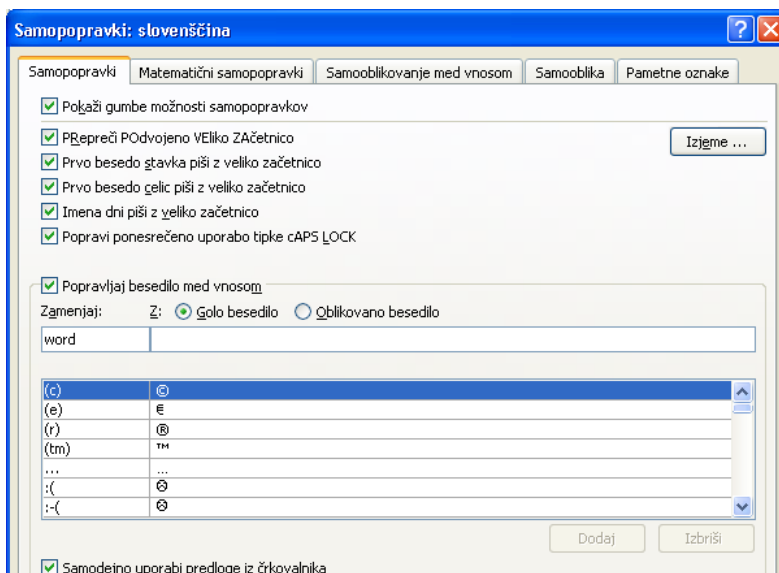 Samopopravki: slovenščina
Samopopravki Matematični samopopravki Samooblikovanje med vnosom Samooblika Pametne oznake
Pokaži gumbe možnosti samopopravkov
PRepreči POdvojeno VEliko ZAčetnico
Izjeme ...
Prvo besedo stavka piši z veliko začetnico
Prvo besedo celic piši z veliko začetnico
Imena dni piši z veliko začetnico
Popravi ponesrečeno uporabo tipke cAPS LOCK
Popravljaj besedilo med vnosom
Zamenjaj: Z: Golo besedilo Oblikovano besedilo
word
(c) ©
(e) €
(r) ®
(tm) ™
... ...
:( ☹
:-( ☹
Dodaj Izbriši
Samodejno uporabi predloge iz črkovalnika